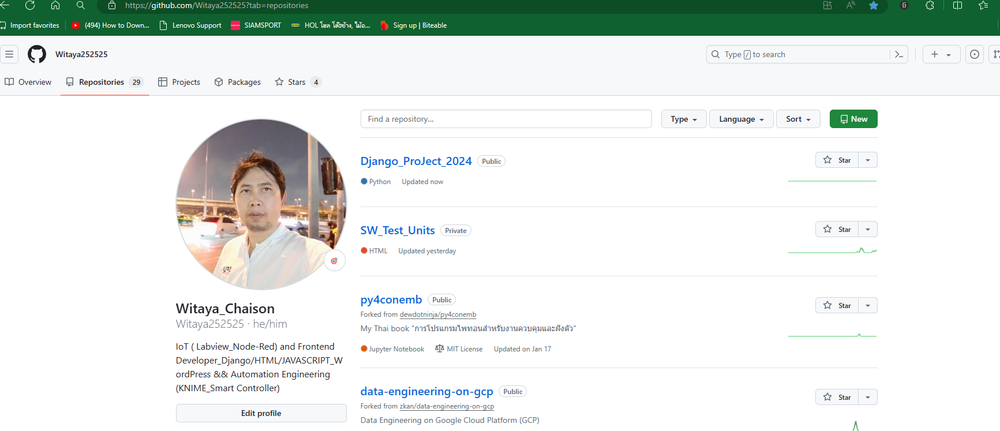 https://github.com/Witaya252525?tab=repositories
Import favorites
(494) How to Down...
Lenovo Support
SIAMSPORT
HOL โฮล โต๊ะข้าง, ไม้อ...
Sign up | Biteable
Witaya252525
Type / to search
Overview
Repositories 29
Projects
Packages
Stars 4
Find a repository...
Type
Language
Sort
New
Django_ProJect_2024 Public
Star
Python Updated now
SW_Test_Units Private
Star
HTML Updated yesterday
py4conemb Public
Star
Forked from dewdotninja/py4conemb
My Thai book "การโปรแกรมไพทอนสำหรับงานควบคุมและฝังตัว"
Jupyter Notebook MIT License Updated on Jan 17
data-engineering-on-gcp Public
Star
Forked from zkan/data-engineering-on-gcp
Data Engineering on Google Cloud Platform (GCP)
Witaya_Chaison
Witaya252525 · he/him
IoT ( Labview_Node-Red) and Frontend
Developer_Django/HTML/JAVASCRIPT_W
ordPress && Automation Engineering
(KNIME_Smart Controller)
Edit profile